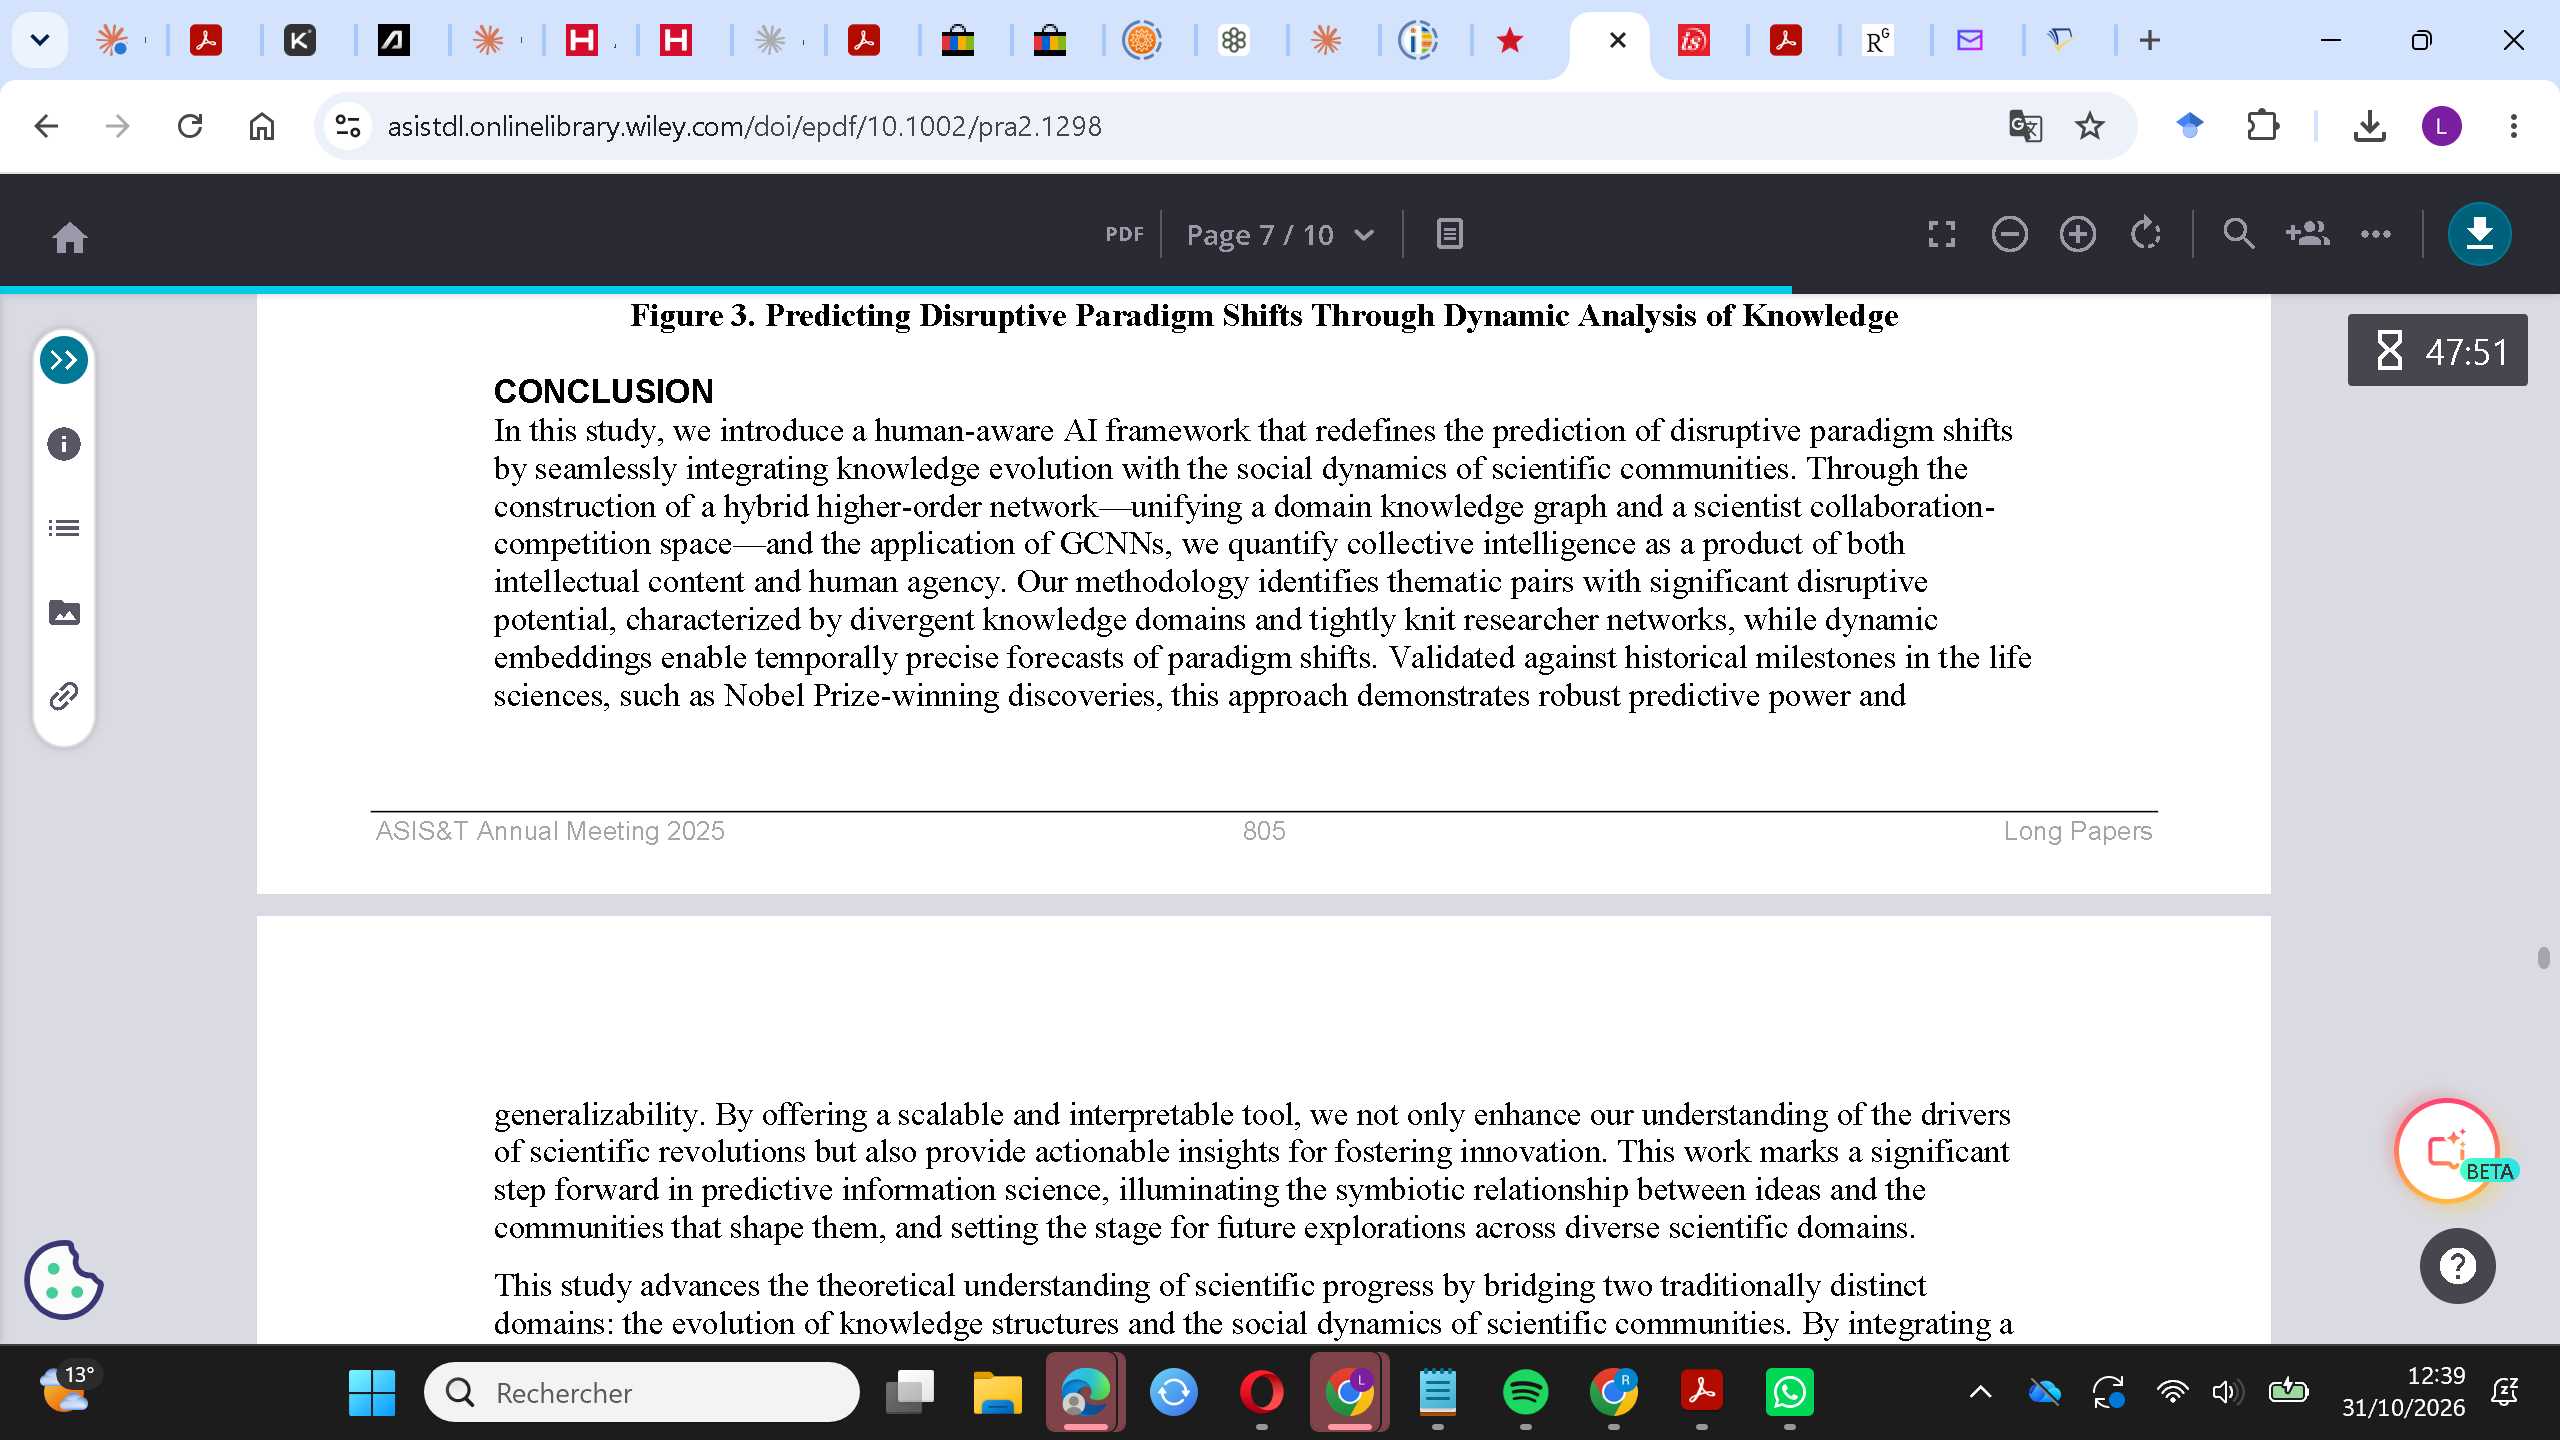 asistdl.onlinelibrary.wiley.com/doi/epdf/10.1002/pra2.1298
L
PDF
Page 7 / 10
47:51
Figure 3. Predicting Disruptive Paradigm Shifts Through Dynamic Analysis of Knowledge
CONCLUSION
In this study, we introduce a human-aware AI framework that redefines the prediction of disruptive paradigm shifts
by seamlessly integrating knowledge evolution with the social dynamics of scientific communities. Through the
construction of a hybrid higher-order network—unifying a domain knowledge graph and a scientist collaboration-
competition space—and the application of GCNNs, we quantify collective intelligence as a product of both
intellectual content and human agency. Our methodology identifies thematic pairs with significant disruptive
potential, characterized by divergent knowledge domains and tightly knit researcher networks, while dynamic
embeddings enable temporally precise forecasts of paradigm shifts. Validated against historical milestones in the life
sciences, such as Nobel Prize-winning discoveries, this approach demonstrates robust predictive power and
ASIS&T Annual Meeting 2025
805
Long Papers
generalizability. By offering a scalable and interpretable tool, we not only enhance our understanding of the drivers
of scientific revolutions but also provide actionable insights for fostering innovation. This work marks a significant
step forward in predictive information science, illuminating the symbiotic relationship between ideas and the
communities that shape them, and setting the stage for future explorations across diverse scientific domains.
This study advances the theoretical understanding of scientific progress by bridging two traditionally distinct
domains: the evolution of knowledge structures and the social dynamics of scientific communities. By integrating a
BETA
13°
Rechercher
12:39
31/10/2026